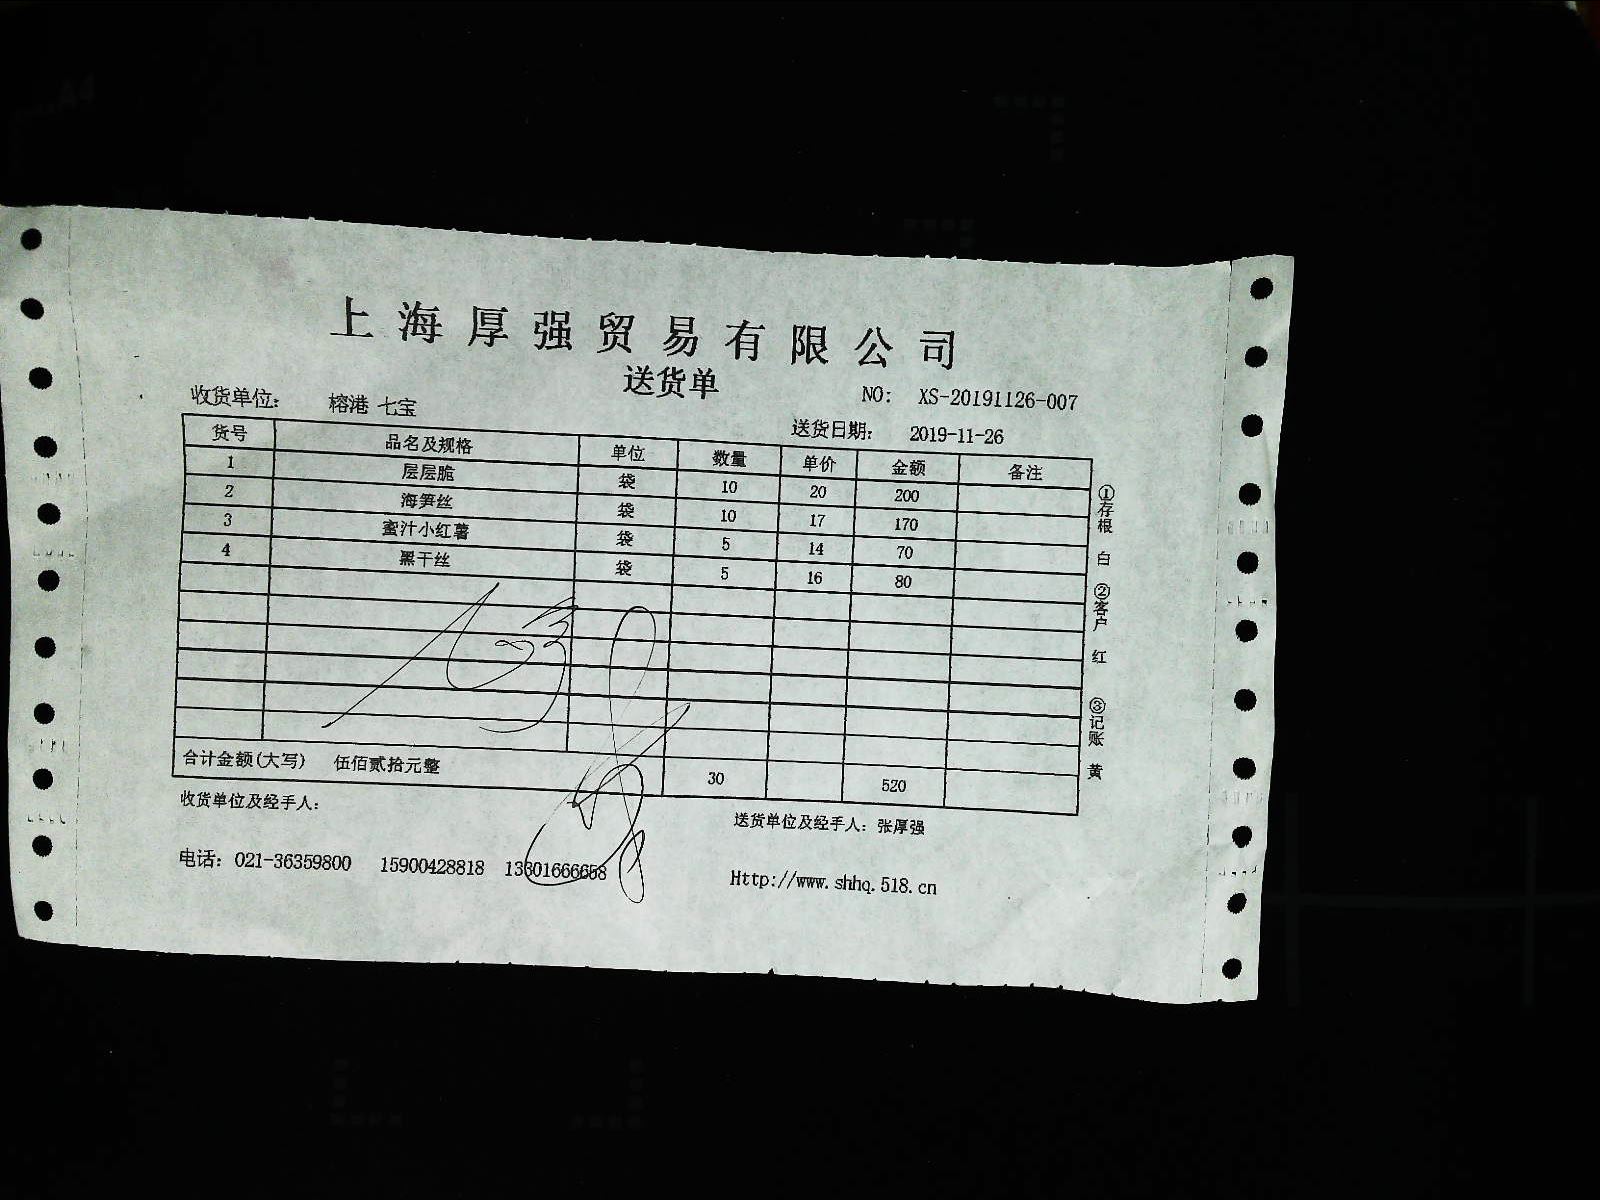 上海厚强贸易有限公司
送货单
NO: XS-20191126-007
收货单位: 榕港 七宝
送货日期: 2019-11-26
货号 品名及规格 单位 数量 单价 金额 备注
1 层层脆 袋 10 20 200
2 海笋丝 袋 10 17 170
3 蜜汁小红薯 袋 5 14 70
4 黑干丝 袋 5 16 80
合计金额(大写) 伍佰贰拾元整 30 520
收货单位及经手人:
送货单位及经手人: 张厚强
电话: 021-36359800 15900428818 13301666658
Http://www.shhq.518.cn
①存根 白 ②客户 红 ③记账 黄